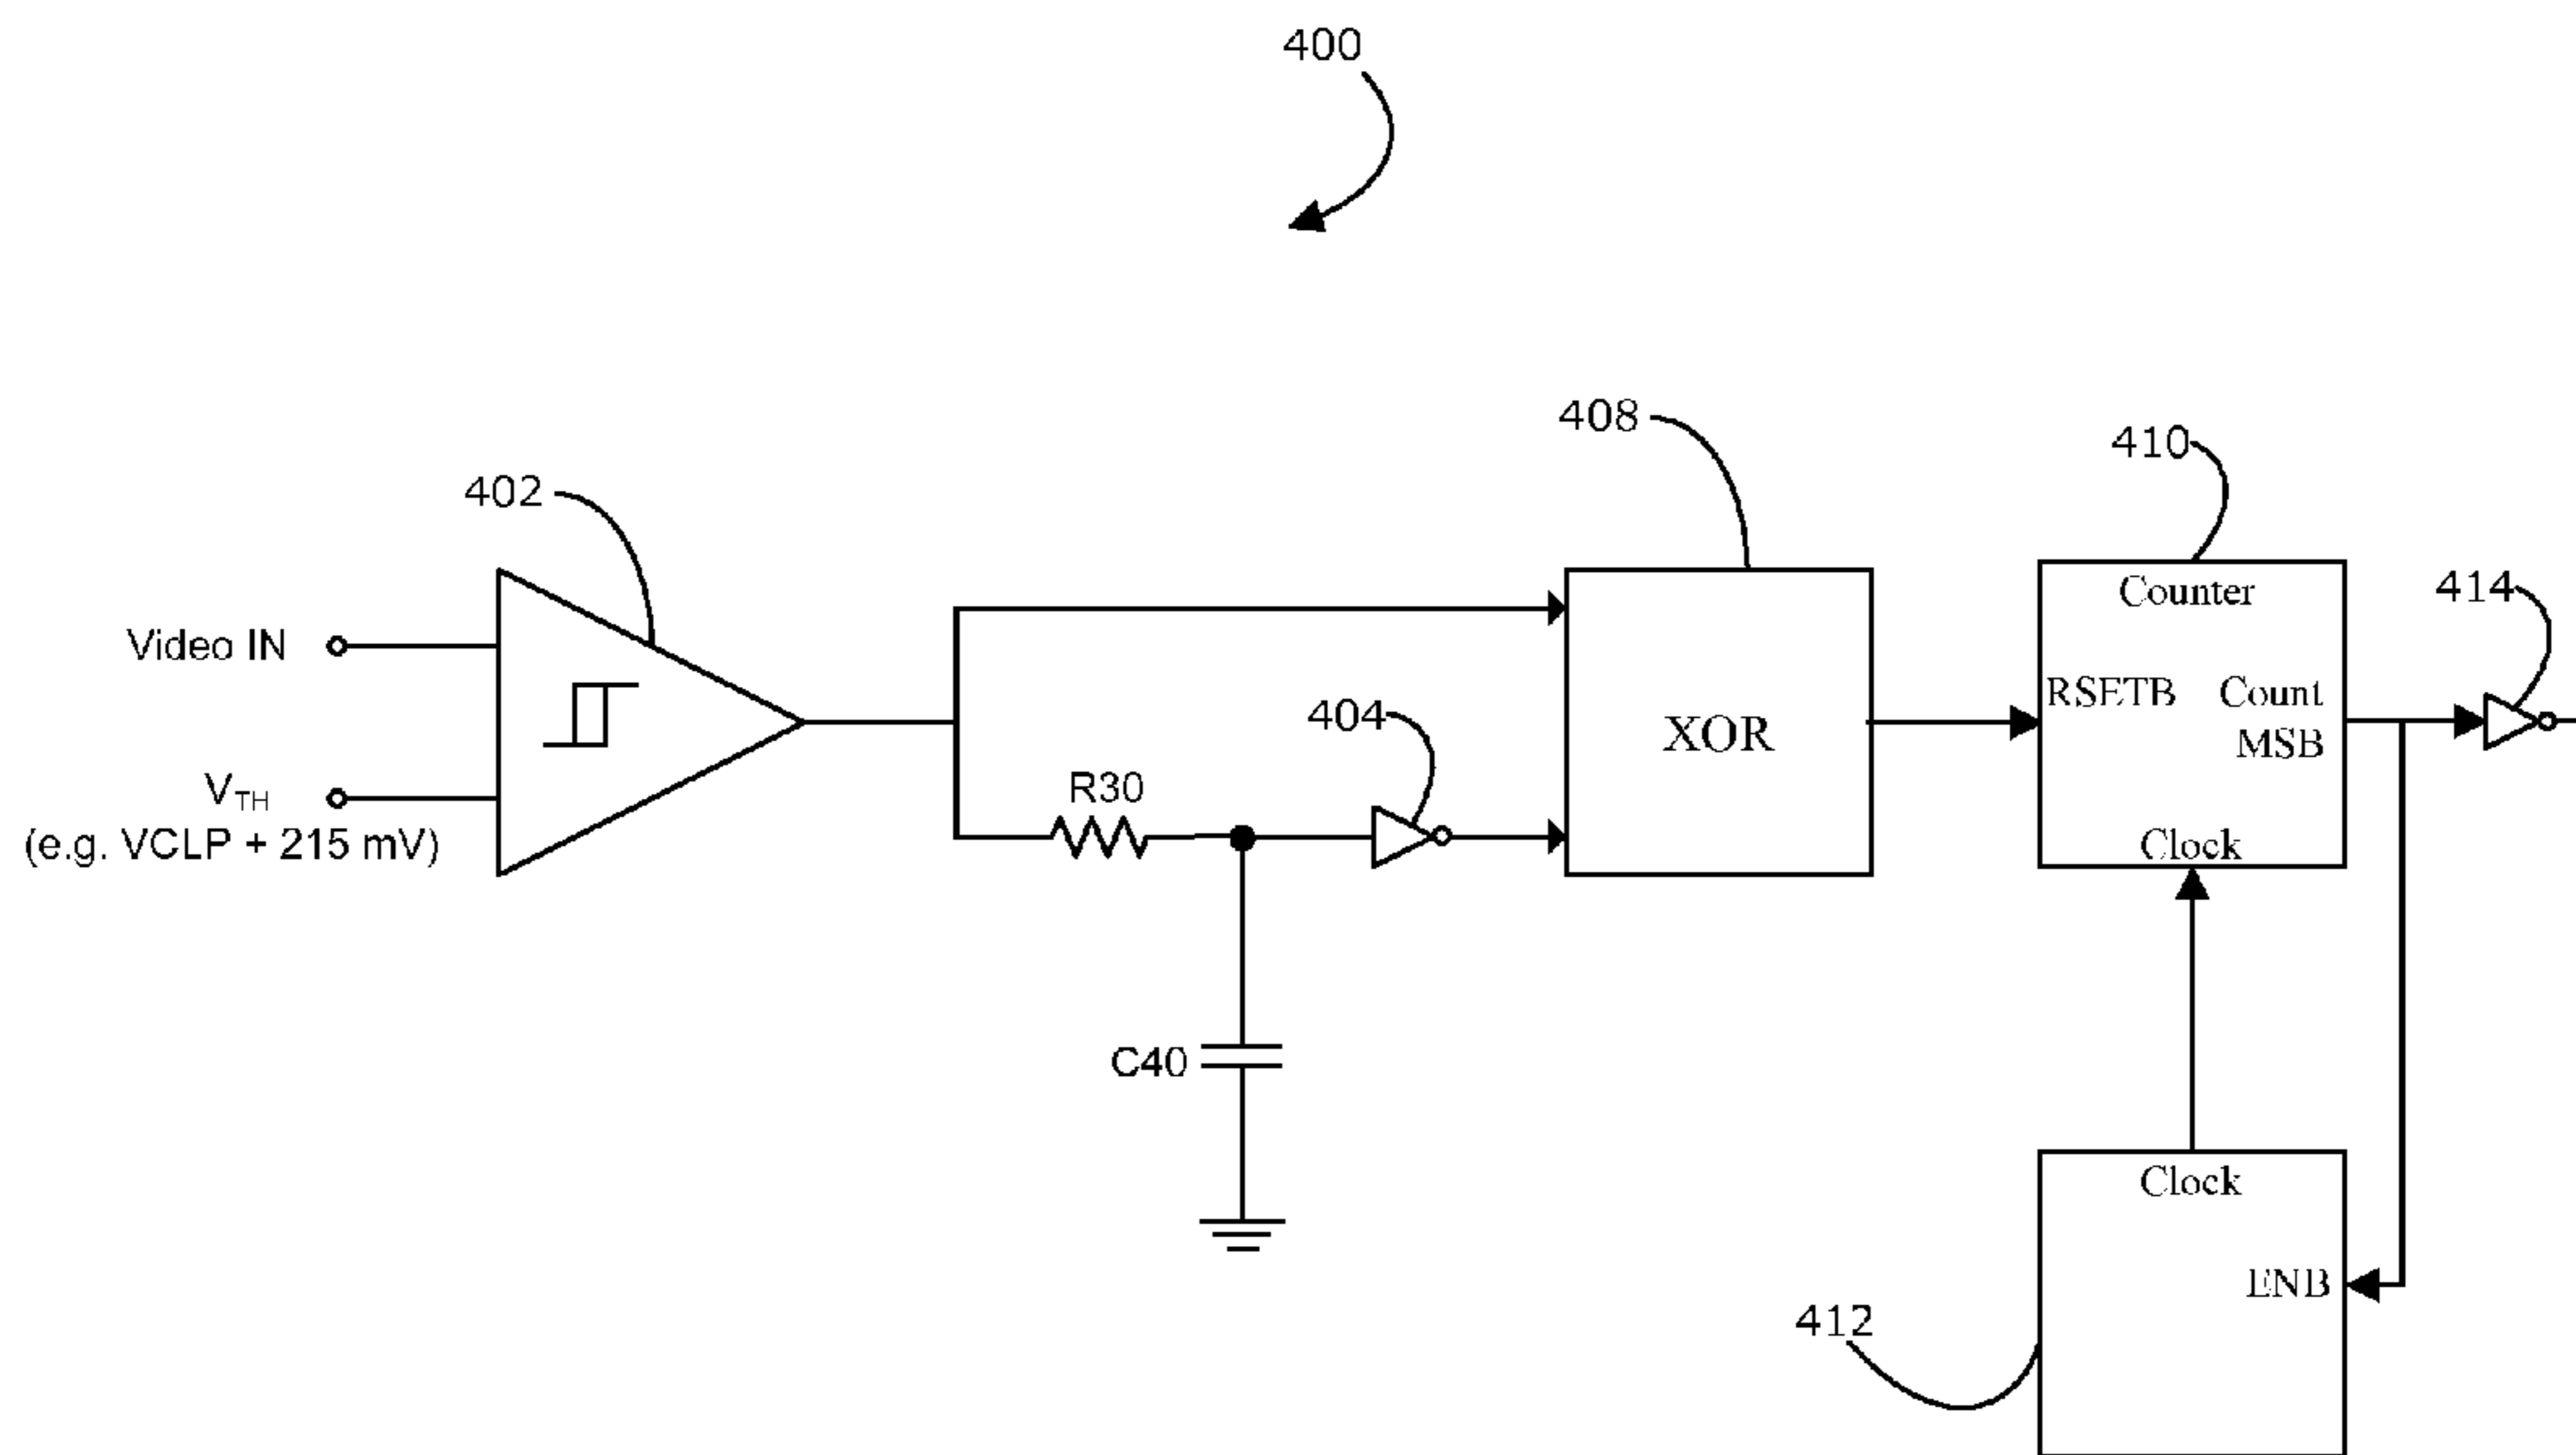 400
408
410
402
414
Counter
Video IN
404
RSETB Count
XOR
MSB
R30
VTH
(e.g. VCLP + 215 mV)
Clock
C40
Clock
ENB
412